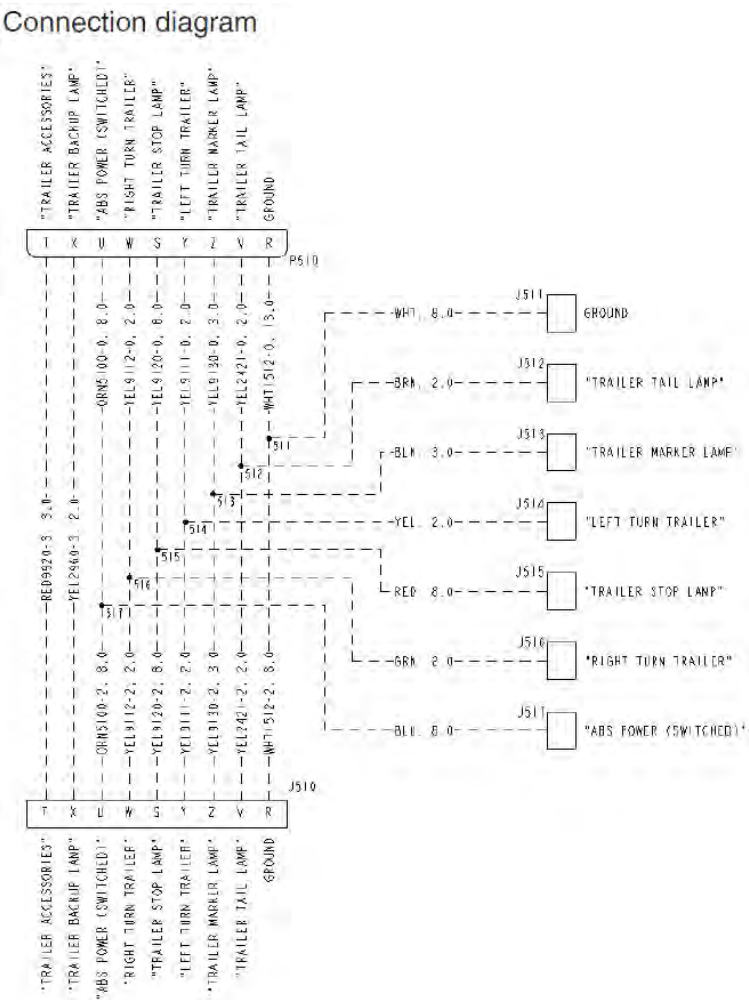 Connection diagram
"TRAILER ACCESSORIES"
"TRAILER BACKUP LAMP"
"ABS POWER (SWITCHED)"
"RIGHT TURN TRAILER"
"TRAILER STOP LAMP"
"LEFT TURN TRAILER"
"TRAILER MARKER LAMP"
"TRAILER TAIL LAMP"
GROUND
T X U W S Y Z V R
P510
RED9920-3, 3.0
YEL2960-3, 2.0
ORN5100-0, 8.0
YEL9112-0, 2.0
YEL9120-0, 8.0
YEL9111-0, 2.0
YEL9130-0, 3.0
YEL2421-0, 2.0
WHT1512-0, 13.0
511
512
513
514
515
516
517
WHT, 8.0
J511
GROUND
BRN, 2.0
J512
"TRAILER TAIL LAMP"
BLK, 3.0
J513
"TRAILER MARKER LAMP"
YEL, 2.0
J514
"LEFT TURN TRAILER"
RED, 8.0
J515
"TRAILER STOP LAMP"
GRN, 2.0
J516
"RIGHT TURN TRAILER"
BLU, 8.0
J517
"ABS POWER (SWITCHED)"
ORN5100-2, 8.0
YEL9112-2, 2.0
YEL9120-2, 8.0
YEL9111-2, 2.0
YEL9130-2, 3.0
YEL2421-2, 2.0
WHT1512-2, 8.0
J510
T X U W S Y Z V R
"TRAILER ACCESSORIES"
"TRAILER BACKUP LAMP"
"ABS POWER (SWITCHED)"
"RIGHT TURN TRAILER"
"TRAILER STOP LAMP"
"LEFT TURN TRAILER"
"TRAILER MARKER LAMP"
"TRAILER TAIL LAMP"
GROUND